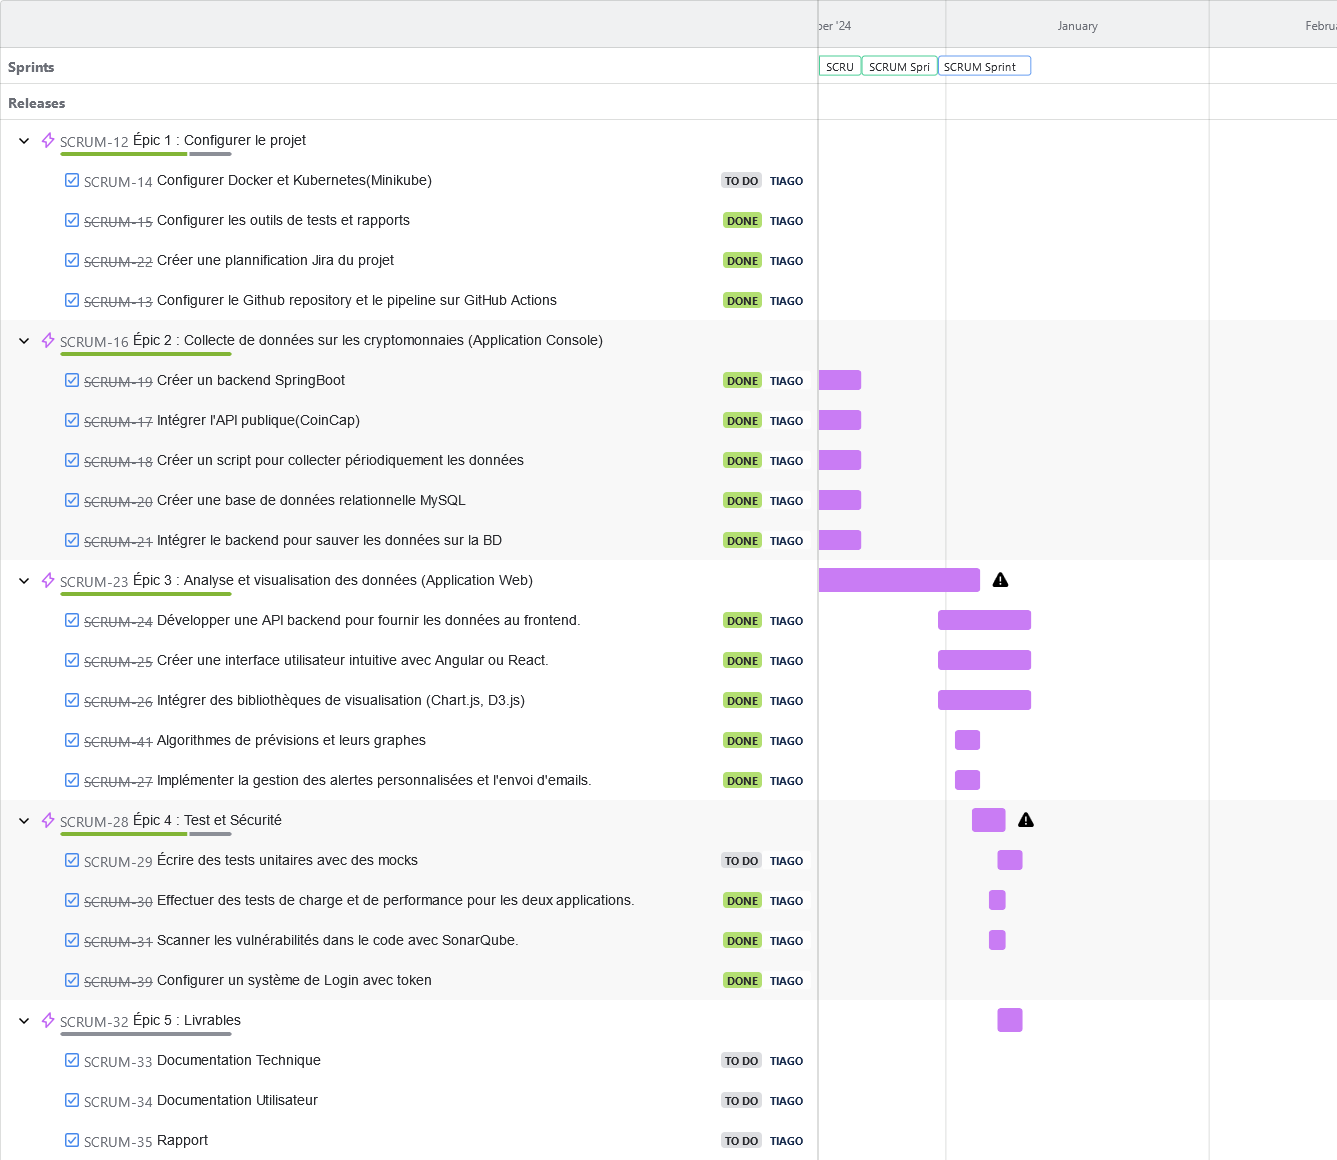 ber '24 January Februa
Sprints SCRU SCRUM Spri SCRUM Sprint
Releases
SCRUM-12 Épic 1 : Configurer le projet
SCRUM-14 Configurer Docker et Kubernetes(Minikube) TO DO TIAGO
SCRUM-15 Configurer les outils de tests et rapports DONE TIAGO
SCRUM-22 Créer une plannification Jira du projet DONE TIAGO
SCRUM-13 Configurer le Github repository et le pipeline sur GitHub Actions DONE TIAGO
SCRUM-16 Épic 2 : Collecte de données sur les cryptomonnaies (Application Console)
SCRUM-19 Créer un backend SpringBoot DONE TIAGO
SCRUM-17 Intégrer l'API publique(CoinCap) DONE TIAGO
SCRUM-18 Créer un script pour collecter périodiquement les données DONE TIAGO
SCRUM-20 Créer une base de données relationnelle MySQL DONE TIAGO
SCRUM-21 Intégrer le backend pour sauver les données sur la BD DONE TIAGO
SCRUM-23 Épic 3 : Analyse et visualisation des données (Application Web)
SCRUM-24 Développer une API backend pour fournir les données au frontend. DONE TIAGO
SCRUM-25 Créer une interface utilisateur intuitive avec Angular ou React. DONE TIAGO
SCRUM-26 Intégrer des bibliothèques de visualisation (Chart.js, D3.js) DONE TIAGO
SCRUM-41 Algorithmes de prévisions et leurs graphes DONE TIAGO
SCRUM-27 Implémenter la gestion des alertes personnalisées et l'envoi d'emails. DONE TIAGO
SCRUM-28 Épic 4 : Test et Sécurité
SCRUM-29 Écrire des tests unitaires avec des mocks TO DO TIAGO
SCRUM-30 Effectuer des tests de charge et de performance pour les deux applications. DONE TIAGO
SCRUM-31 Scanner les vulnérabilités dans le code avec SonarQube. DONE TIAGO
SCRUM-39 Configurer un système de Login avec token DONE TIAGO
SCRUM-32 Épic 5 : Livrables
SCRUM-33 Documentation Technique TO DO TIAGO
SCRUM-34 Documentation Utilisateur TO DO TIAGO
SCRUM-35 Rapport TO DO TIAGO